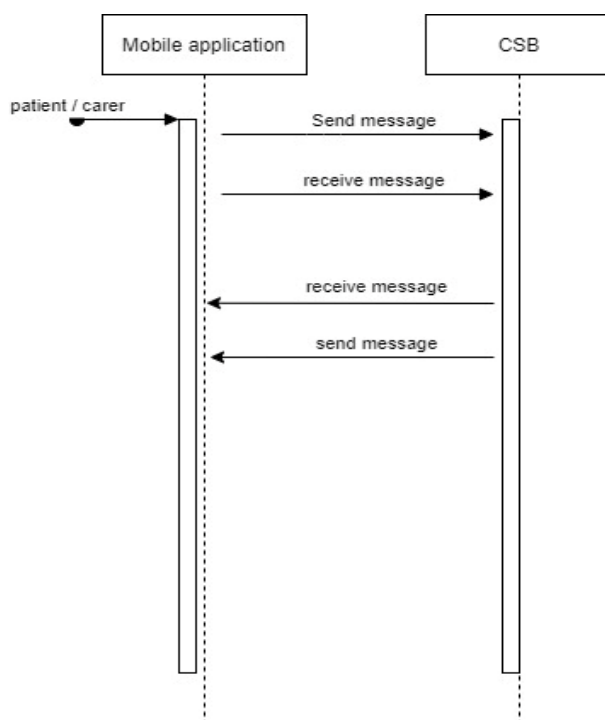 Mobile application
CSB
patient / carer
Send message
receive message
receive message
send message